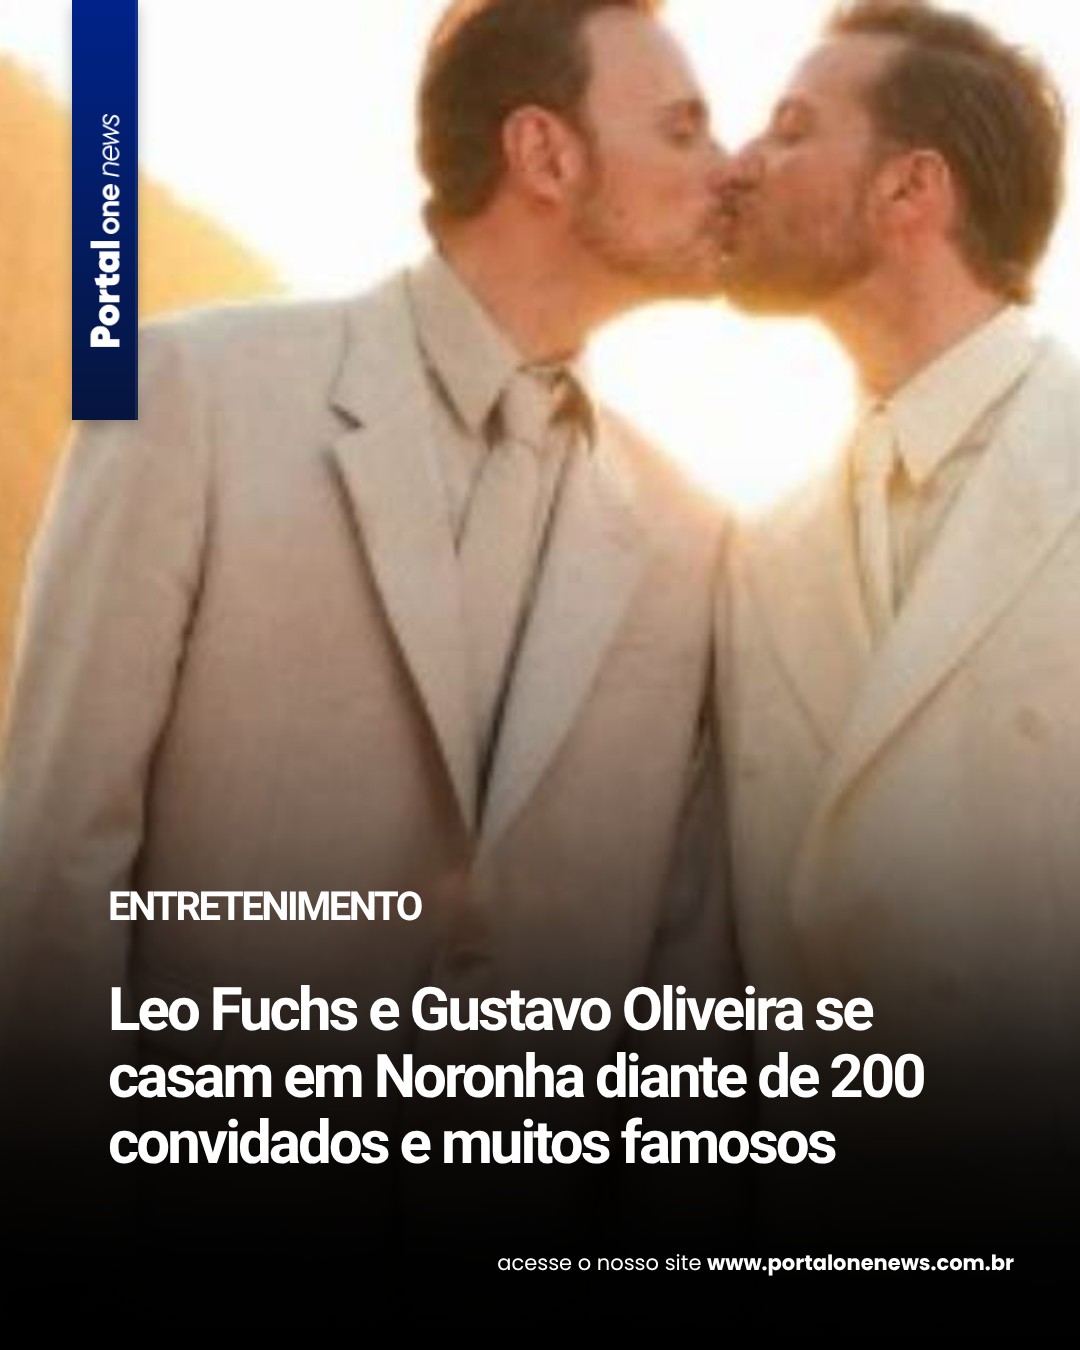 Portal one news
ENTRETENIMENTO
Leo Fuchs e Gustavo Oliveira se
casam em Noronha diante de 200
convidados e muitos famosos
acesse o nosso site www.portalonenews.com.br